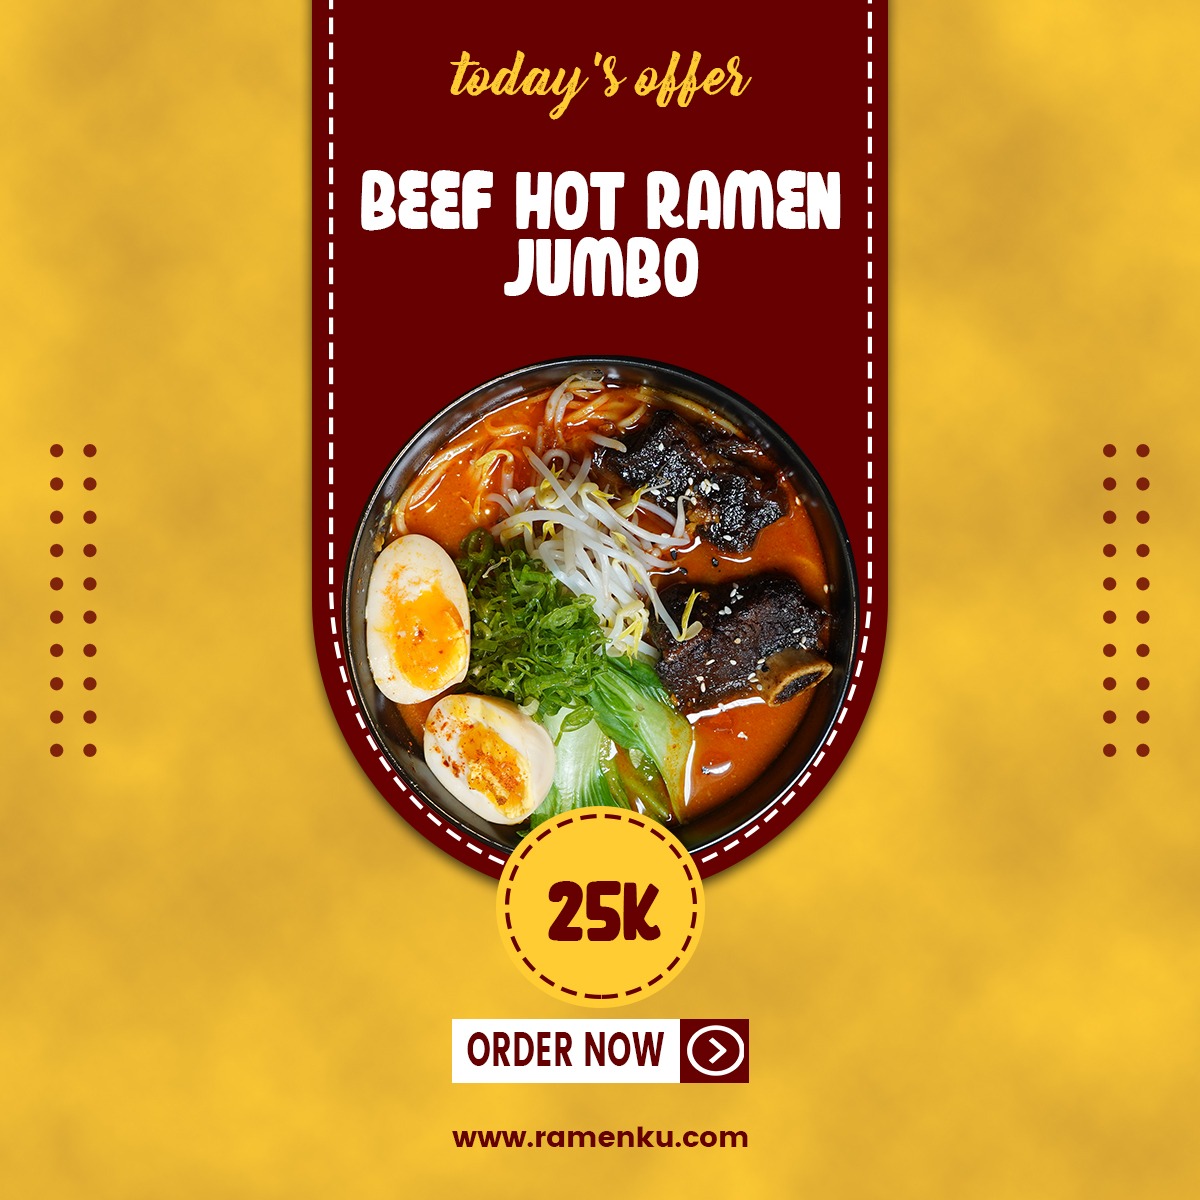 today's offer
BEEF HOT RAMEN
JUMBO
25K
ORDER NOW
www.ramenku.com